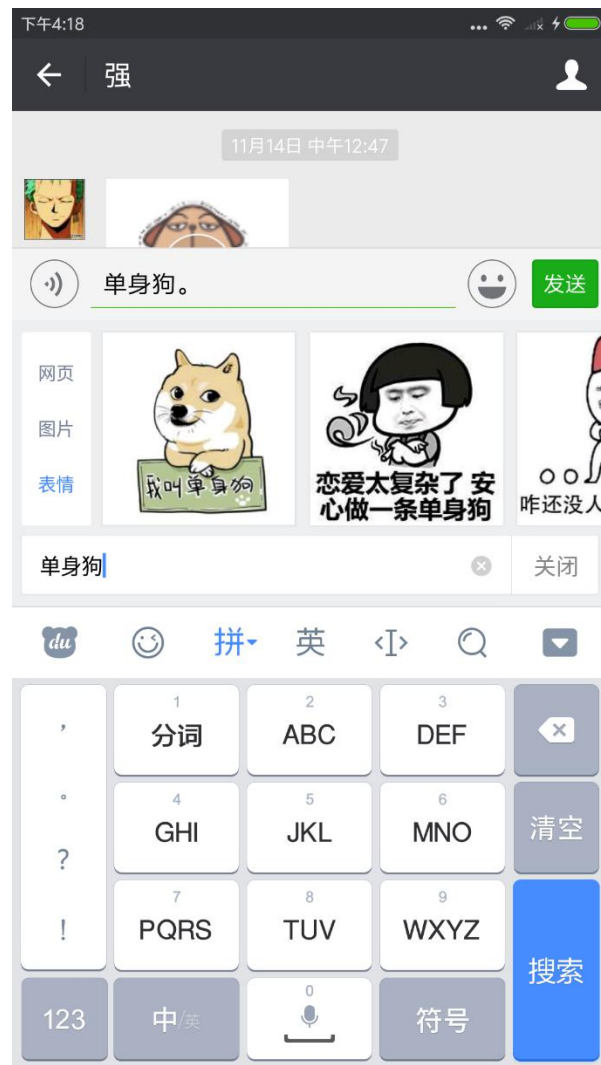 下午4:18
强
11月14日 中午12:47
单身狗。
发送
网页
图片
表情
我叫单身狗
恋爱太复杂了 安
心做一条单身狗
咋还没人
单身狗
关闭
du
拼
英
，
。
?
!
1
分词
2
ABC
3
DEF
4
GHI
5
JKL
6
MNO
清空
7
PQRS
8
TUV
9
WXYZ
搜索
123
中/英
0
符号